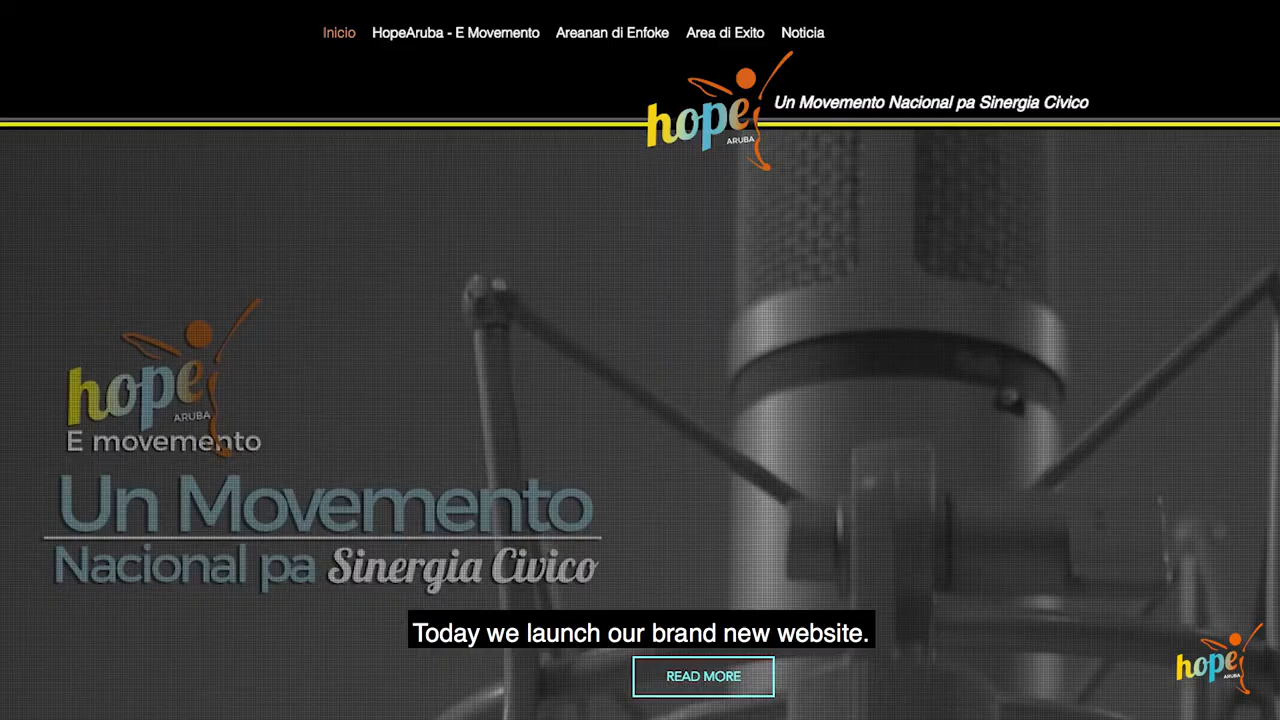 Inicio HopeAruba - E Movemento Areanan di Enfoke Area di Exito Noticia
hope
ARUBA
Un Movemento Nacional pa Sinergia Civico
hope
ARUBA
E movemento
Un Movemento
Nacional pa Sinergia Civico
Today we launch our brand new website.
READ MORE
hope
ARUBA